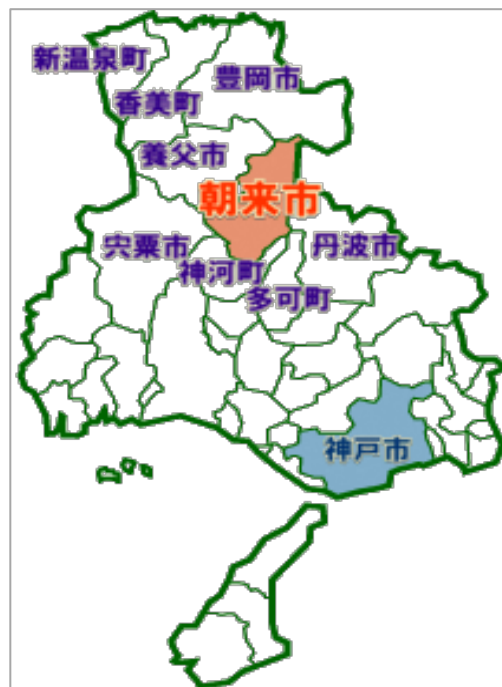 新温泉町
豊岡市
香美町
養父市
朝来市
宍粟市
丹波市
神河町
多可町
神戸市